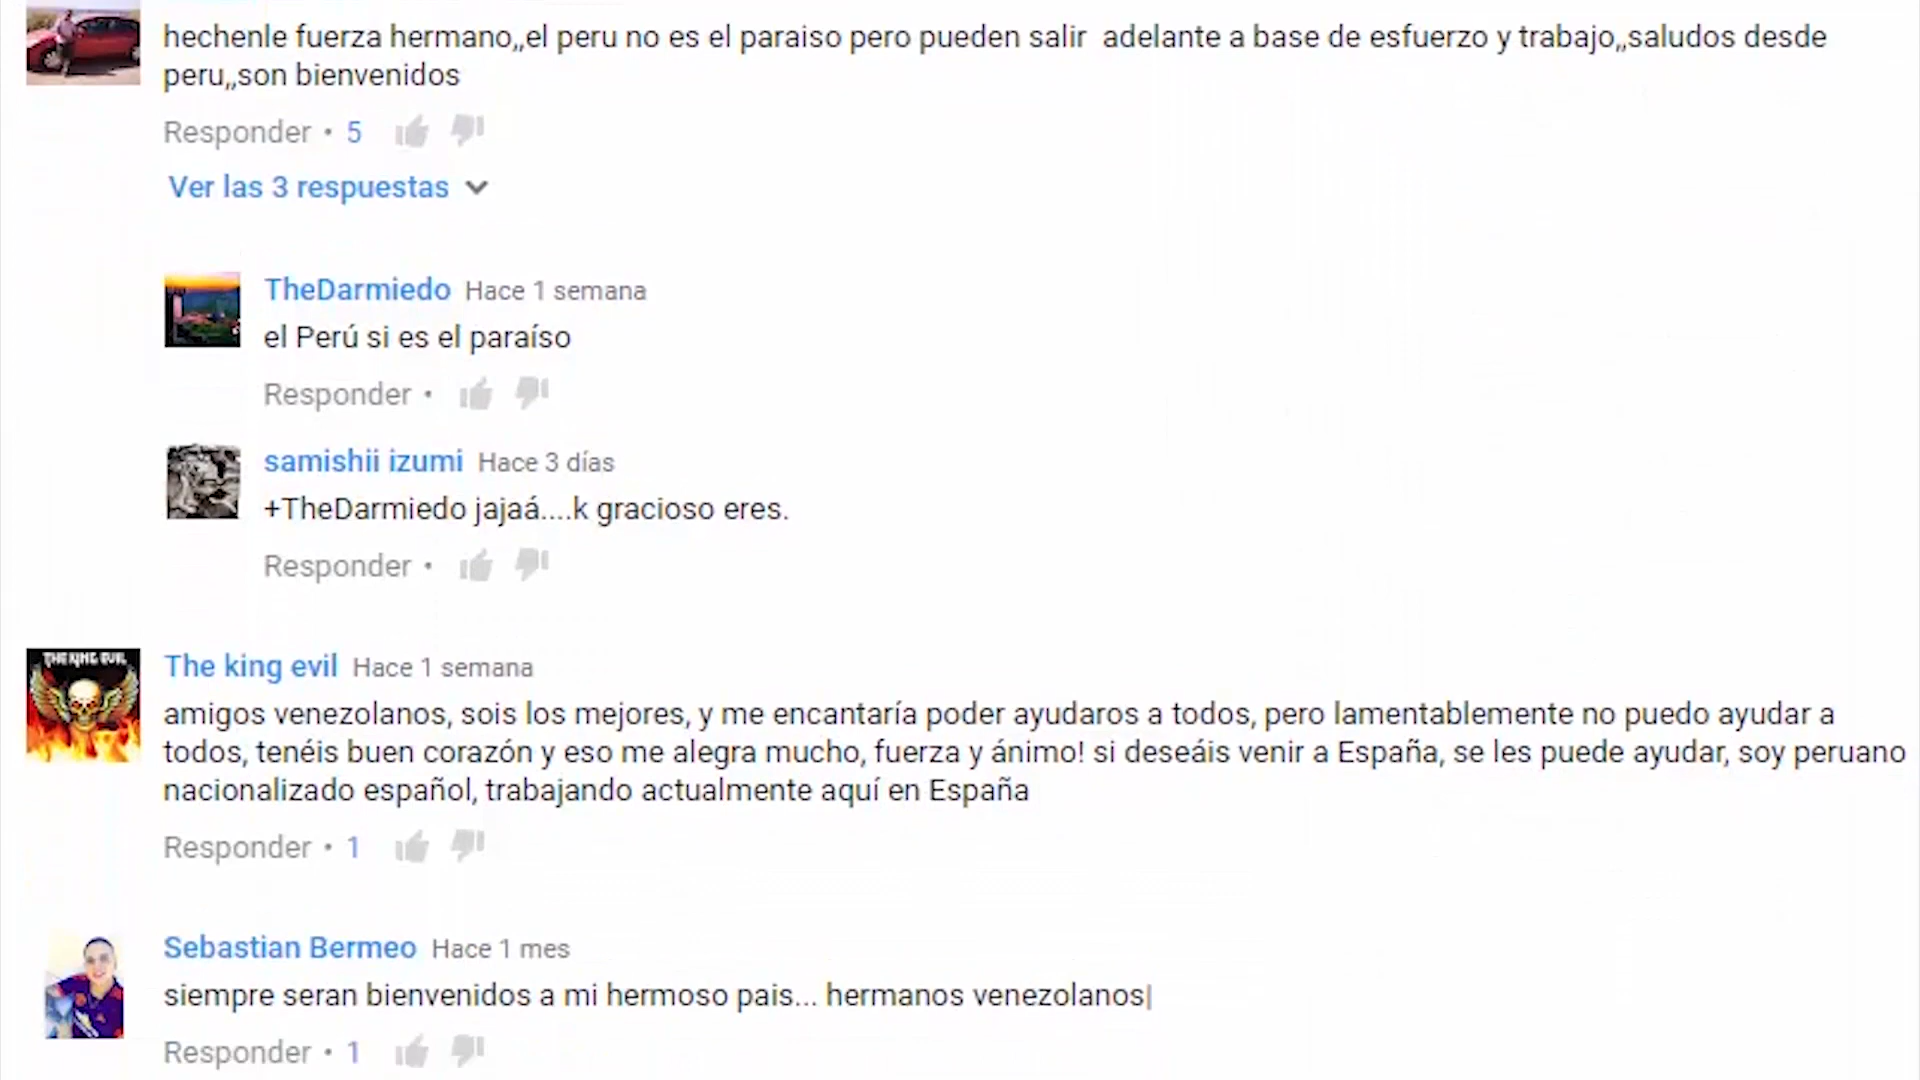 hechenle fuerza hermano,,el peru no es el paraiso pero pueden salir  adelante a base de esfuerzo y trabajo,,saludos desde
peru,,son bienvenidos
Responder • 5
Ver las 3 respuestas
TheDarmiedo Hace 1 semana
el Perú si es el paraíso
Responder •
samishii izumi Hace 3 días
+TheDarmiedo jajaá....k gracioso eres.
Responder •
THE KING EVIL
The king evil Hace 1 semana
amigos venezolanos, sois los mejores, y me encantaría poder ayudaros a todos, pero lamentablemente no puedo ayudar a
todos, tenéis buen corazón y eso me alegra mucho, fuerza y ánimo! si deseáis venir a España, se les puede ayudar, soy peruano
nacionalizado español, trabajando actualmente aquí en España
Responder • 1
Sebastian Bermeo Hace 1 mes
siempre seran bienvenidos a mi hermoso pais... hermanos venezolanos|
Responder • 1